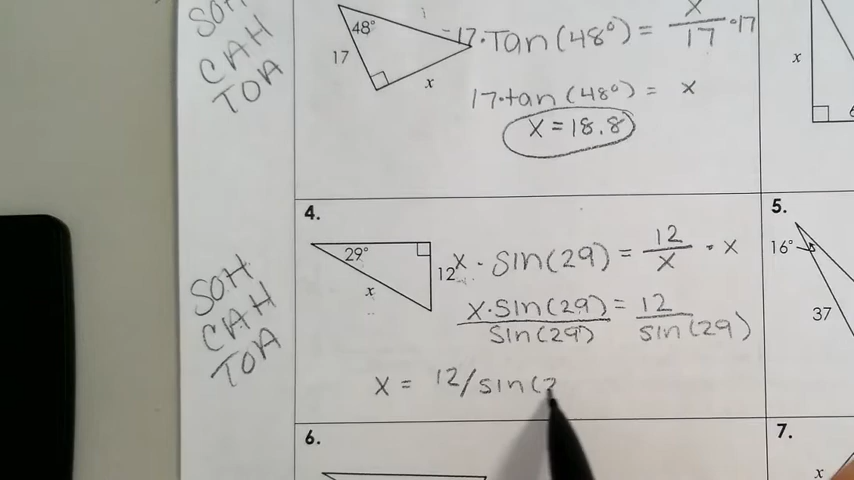 SOH
CAH
TOA
48°
17
x
17·Tan(48°) = x/17 ·17
17·tan(48°) = x
x = 18.8
x
4.
29°
12
x
x · sin(29) = 12/x · x
x·sin(29)/sin(29) = 12/sin(29)
x = 12/sin(2
SOH
CAH
TOA
5.
16°
37
6.
7.
x